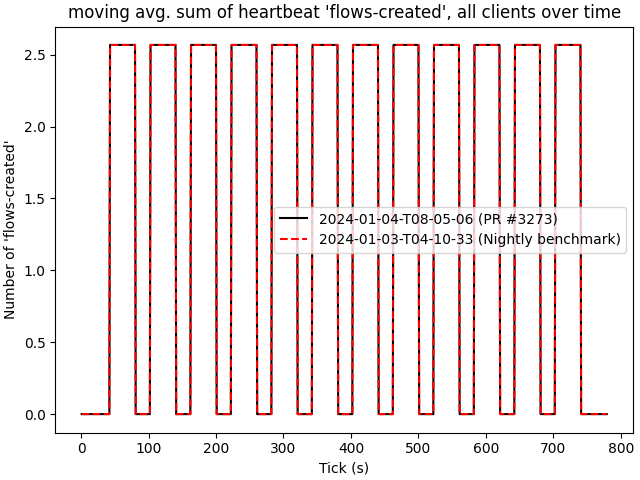 moving avg. sum of heartbeat 'flows-created', all clients over time
Number of 'flows-created'
2.5
2.0
1.5
1.0
0.5
0.0
2024-01-04-T08-05-06 (PR #3273)
2024-01-03-T04-10-33 (Nightly benchmark)
0 100 200 300 400 500 600 700 800
Tick (s)